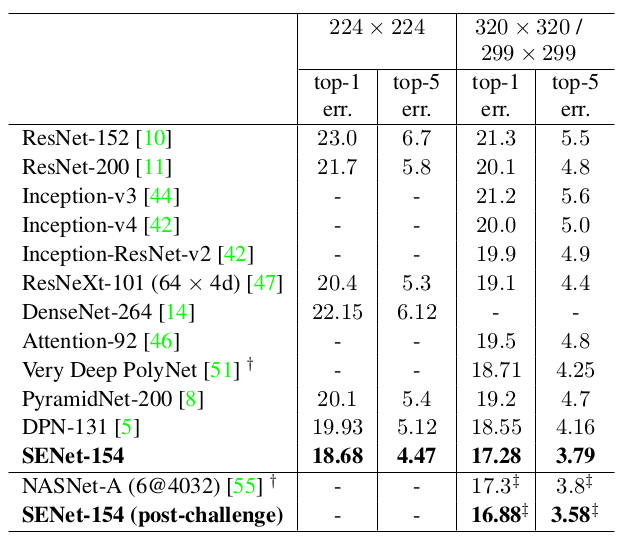 224 × 224 320 × 320 /
299 × 299
top-1 top-5 top-1 top-5
err. err. err. err.
ResNet-152 [10] 23.0 6.7 21.3 5.5
ResNet-200 [11] 21.7 5.8 20.1 4.8
Inception-v3 [44] - - 21.2 5.6
Inception-v4 [42] - - 20.0 5.0
Inception-ResNet-v2 [42] - - 19.9 4.9
ResNeXt-101 (64 × 4d) [47] 20.4 5.3 19.1 4.4
DenseNet-264 [14] 22.15 6.12 - -
Attention-92 [46] - - 19.5 4.8
Very Deep PolyNet [51] † - - 18.71 4.25
PyramidNet-200 [8] 20.1 5.4 19.2 4.7
DPN-131 [5] 19.93 5.12 18.55 4.16
SENet-154 18.68 4.47 17.28 3.79
NASNet-A (6@4032) [55] † - - 17.3‡ 3.8‡
SENet-154 (post-challenge) - - 16.88‡ 3.58‡